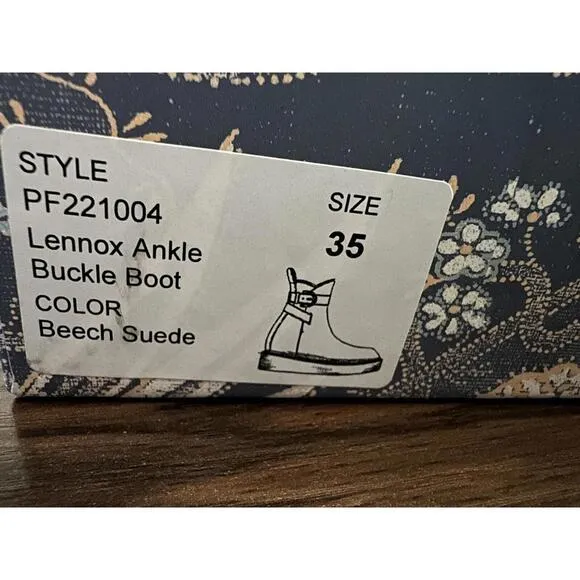 STYLE
PF221004
Lennox Ankle
Buckle Boot
COLOR
Beech Suede
SIZE
35